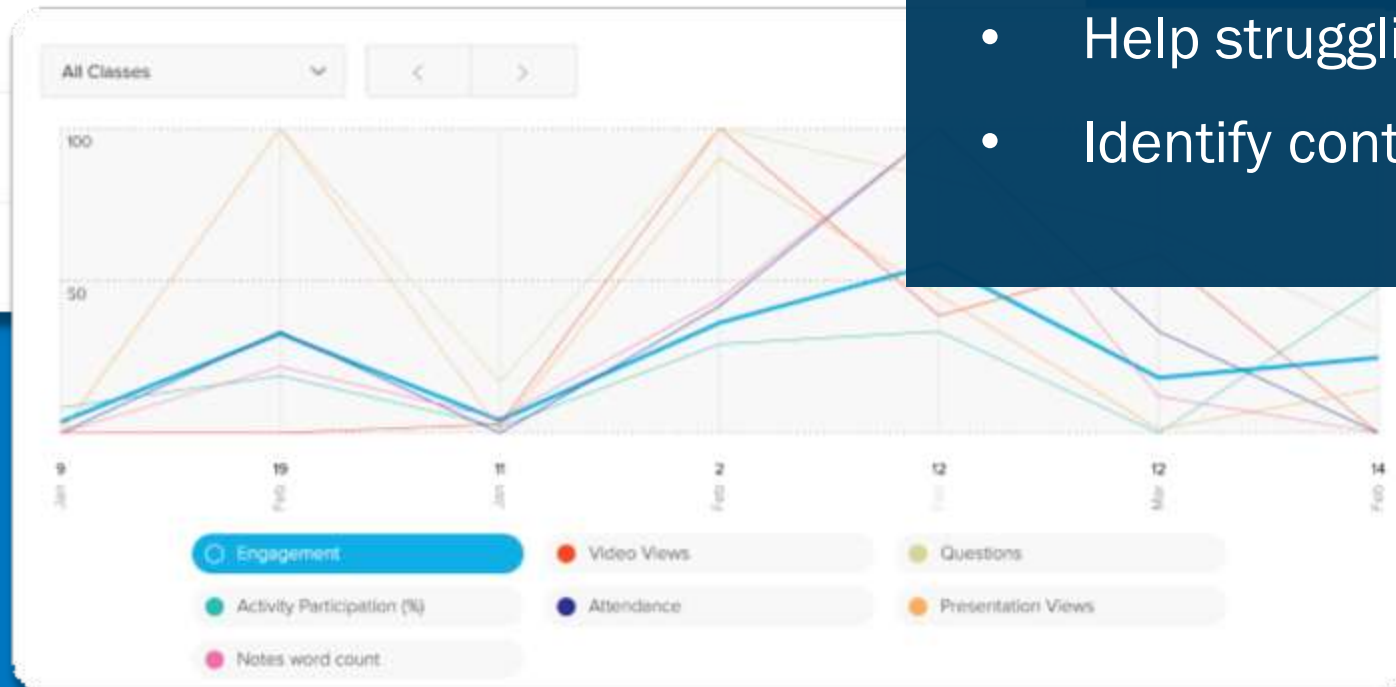 • Help struggli
• Identify cont
All Classes
100
50
9 19 11 2 12 12 14
Jan Feb Jan Feb Mar Feb
Engagement Video Views Questions
Activity Participation (%) Attendance Presentation Views
Notes word count